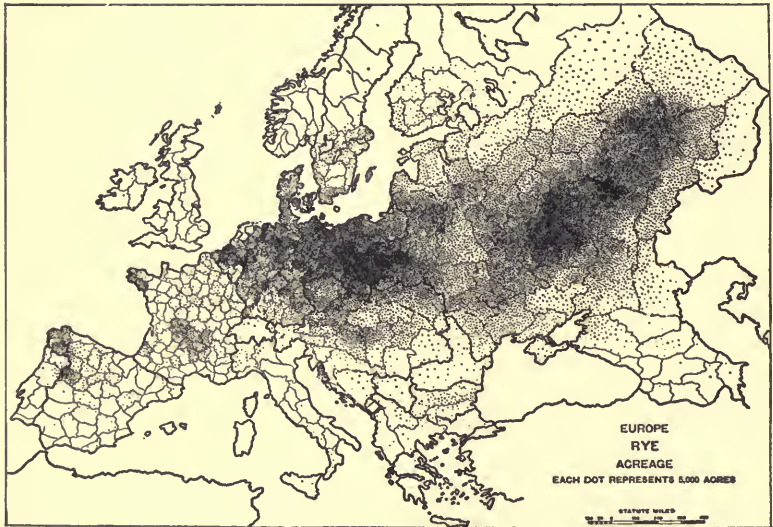 EUROPE
RYE
ACREAGE
EACH DOT REPRESENTS 5,000 ACRES
STATUTE MILES